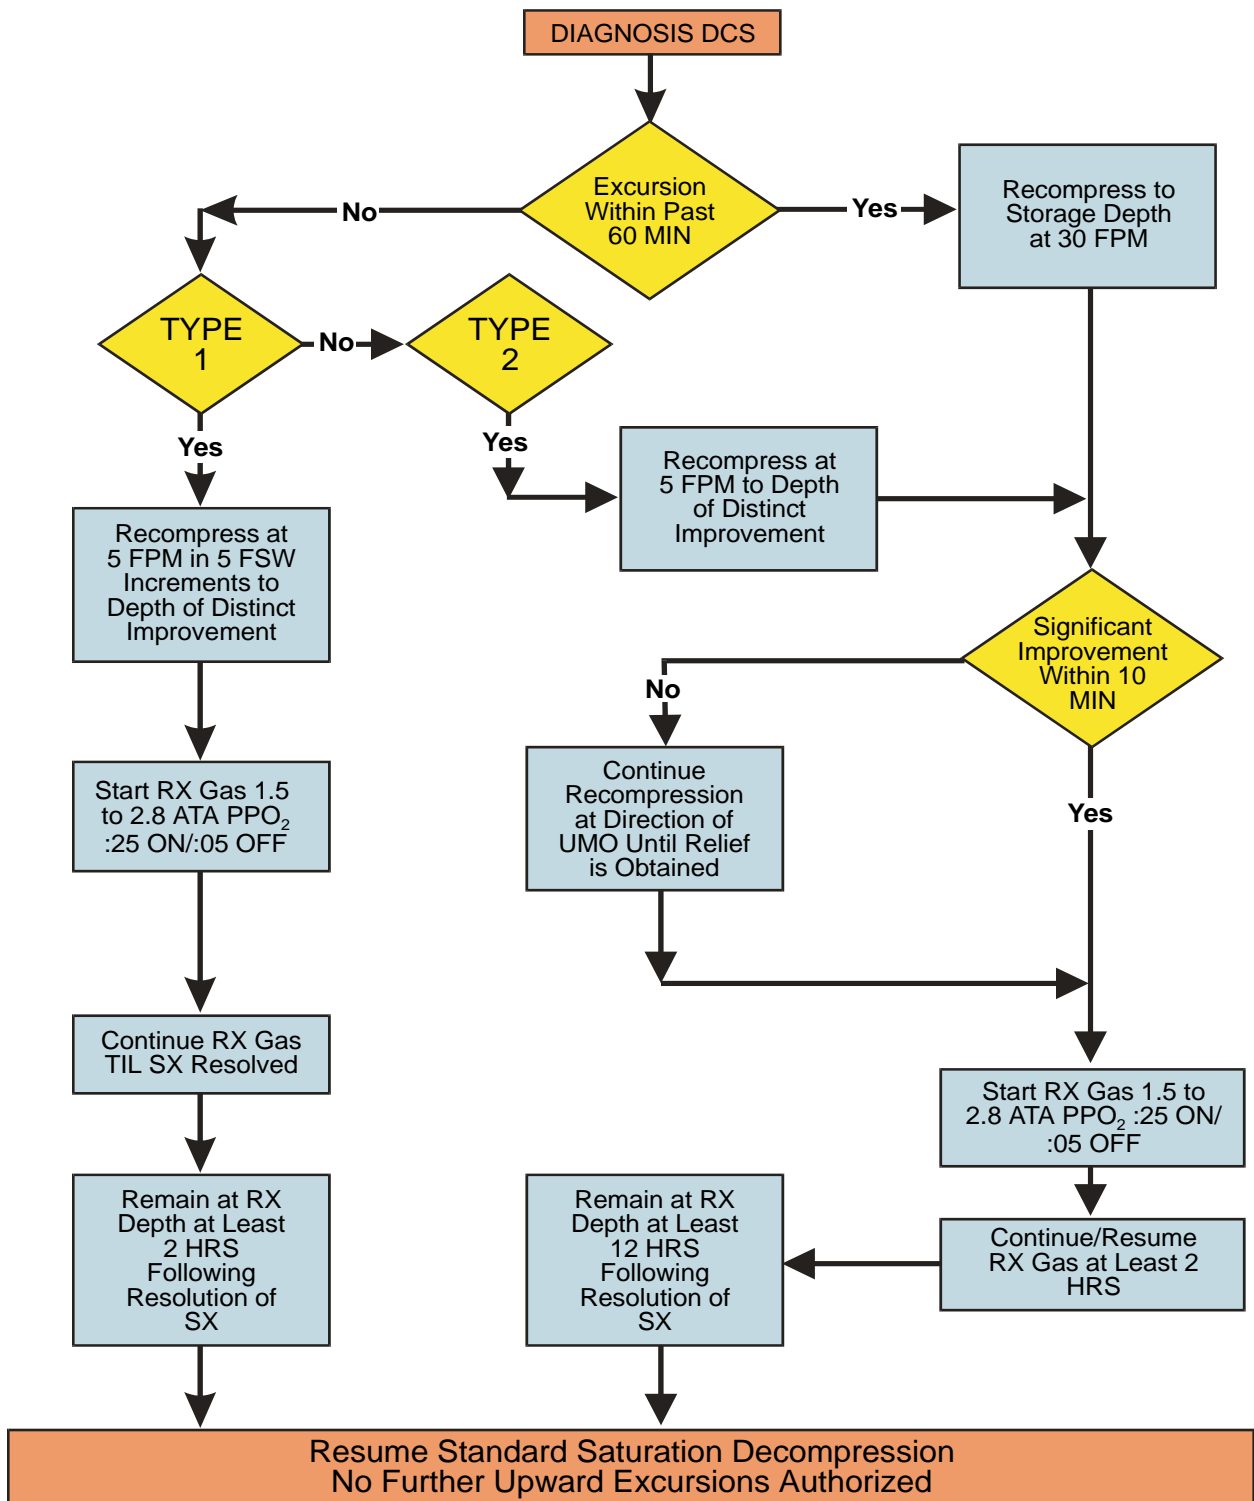 DIAGNOSIS DCS
Excursion
Within Past
60 MIN
No
Yes
Recompress to
Storage Depth
at 30 FPM
TYPE
1
No
TYPE
2
Yes
Yes
Recompress at
5 FPM to Depth
of Distinct
Improvement
Recompress at
5 FPM in 5 FSW
Increments to
Depth of Distinct
Improvement
Significant
Improvement
Within 10
MIN
No
Yes
Continue
Recompression
at Direction of
UMO Until Relief
is Obtained
Start RX Gas 1.5
to 2.8 ATA PPO₂
:25 ON/:05 OFF
Continue RX Gas
TIL SX Resolved
Start RX Gas 1.5 to
2.8 ATA PPO₂ :25 ON/
:05 OFF
Remain at RX
Depth at Least
2 HRS
Following
Resolution of
SX
Remain at RX
Depth at Least
12 HRS
Following
Resolution of
SX
Continue/Resume
RX Gas at Least 2
HRS
Resume Standard Saturation Decompression
No Further Upward Excursions Authorized